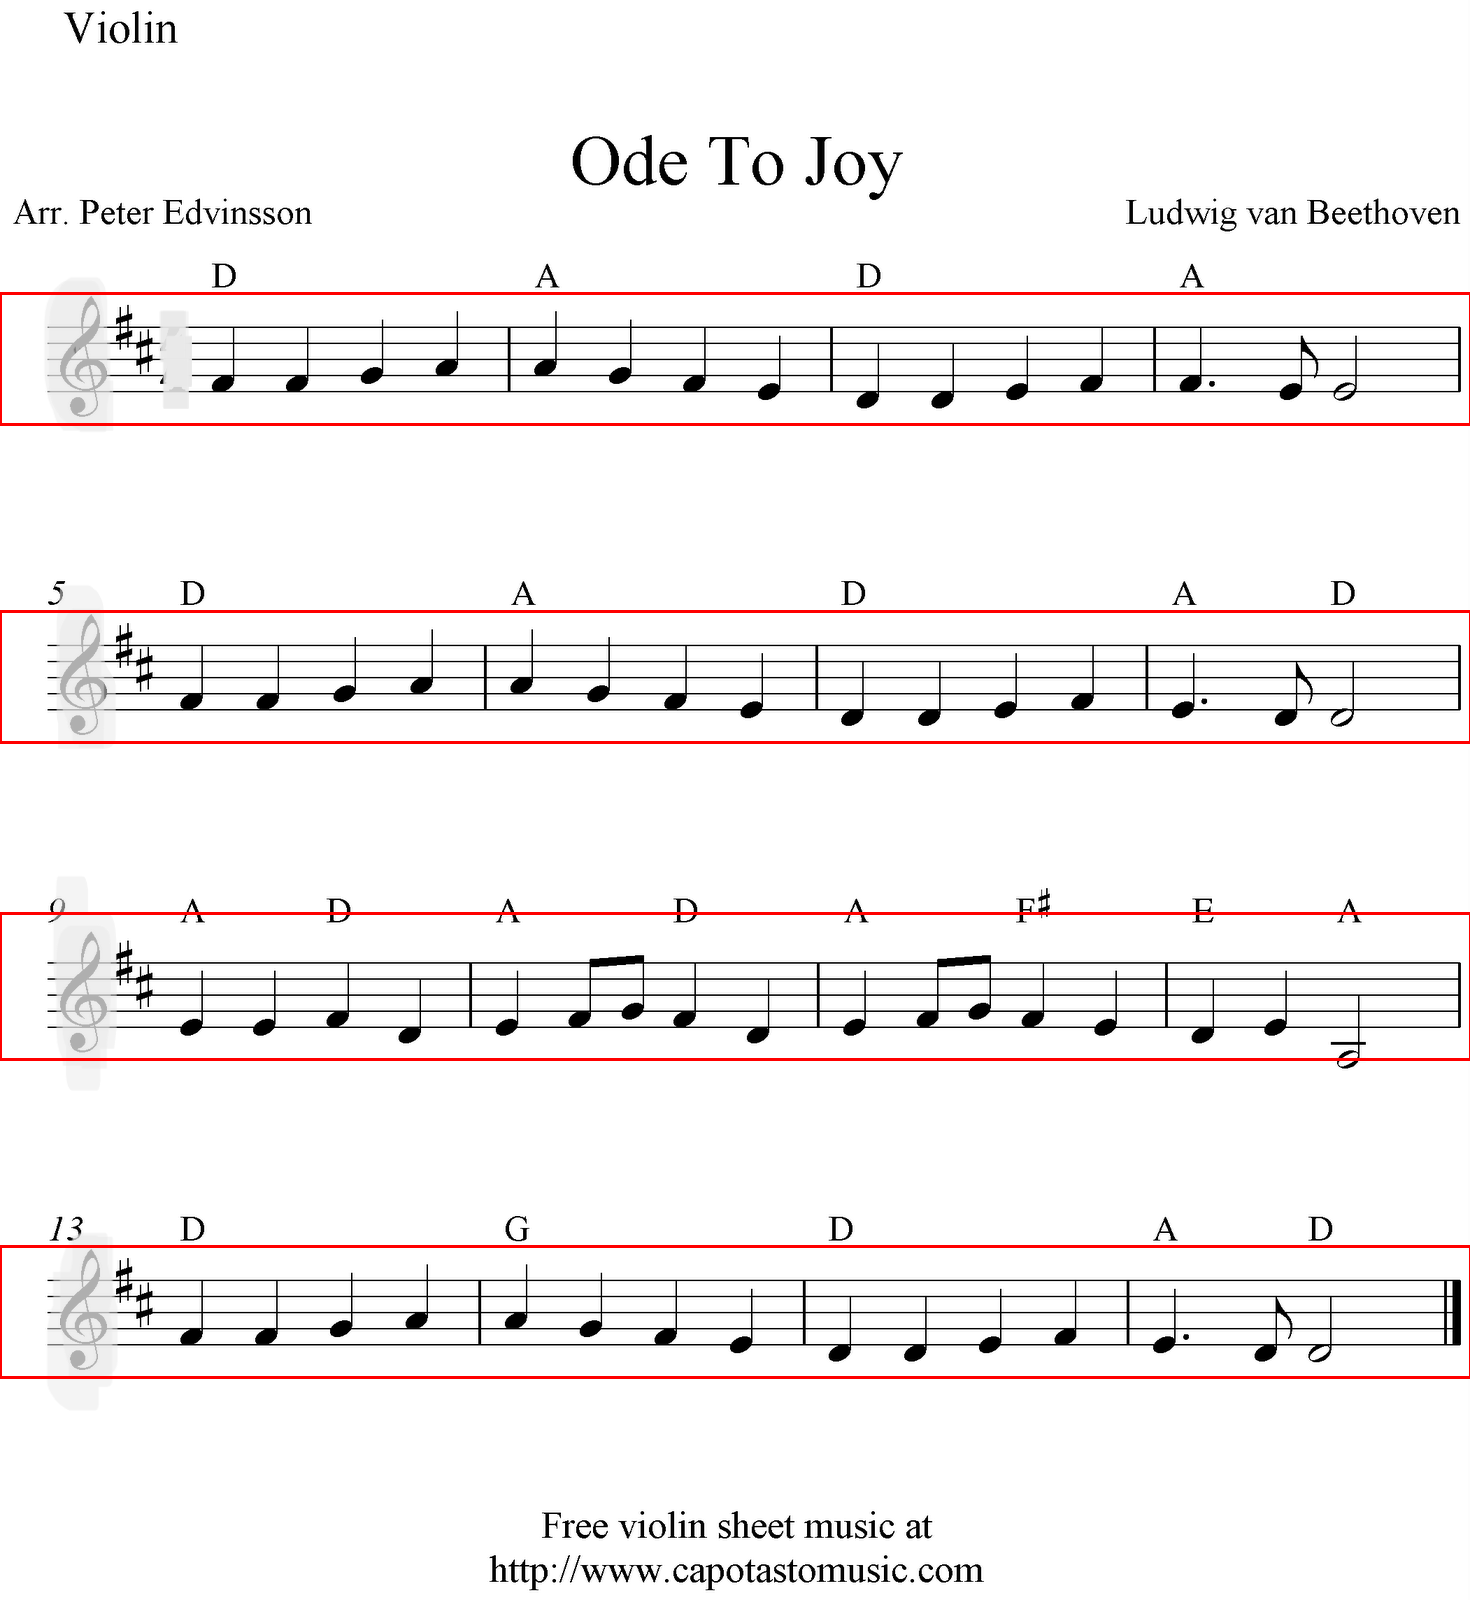 Violin
Ode To Joy
Arr. Peter Edvinsson Ludwig van Beethoven
D A D A
5 D A D A D
9 A D A D A F♯ E A
13 D G D A D
Free violin sheet music at
http://www.capotastomusic.com